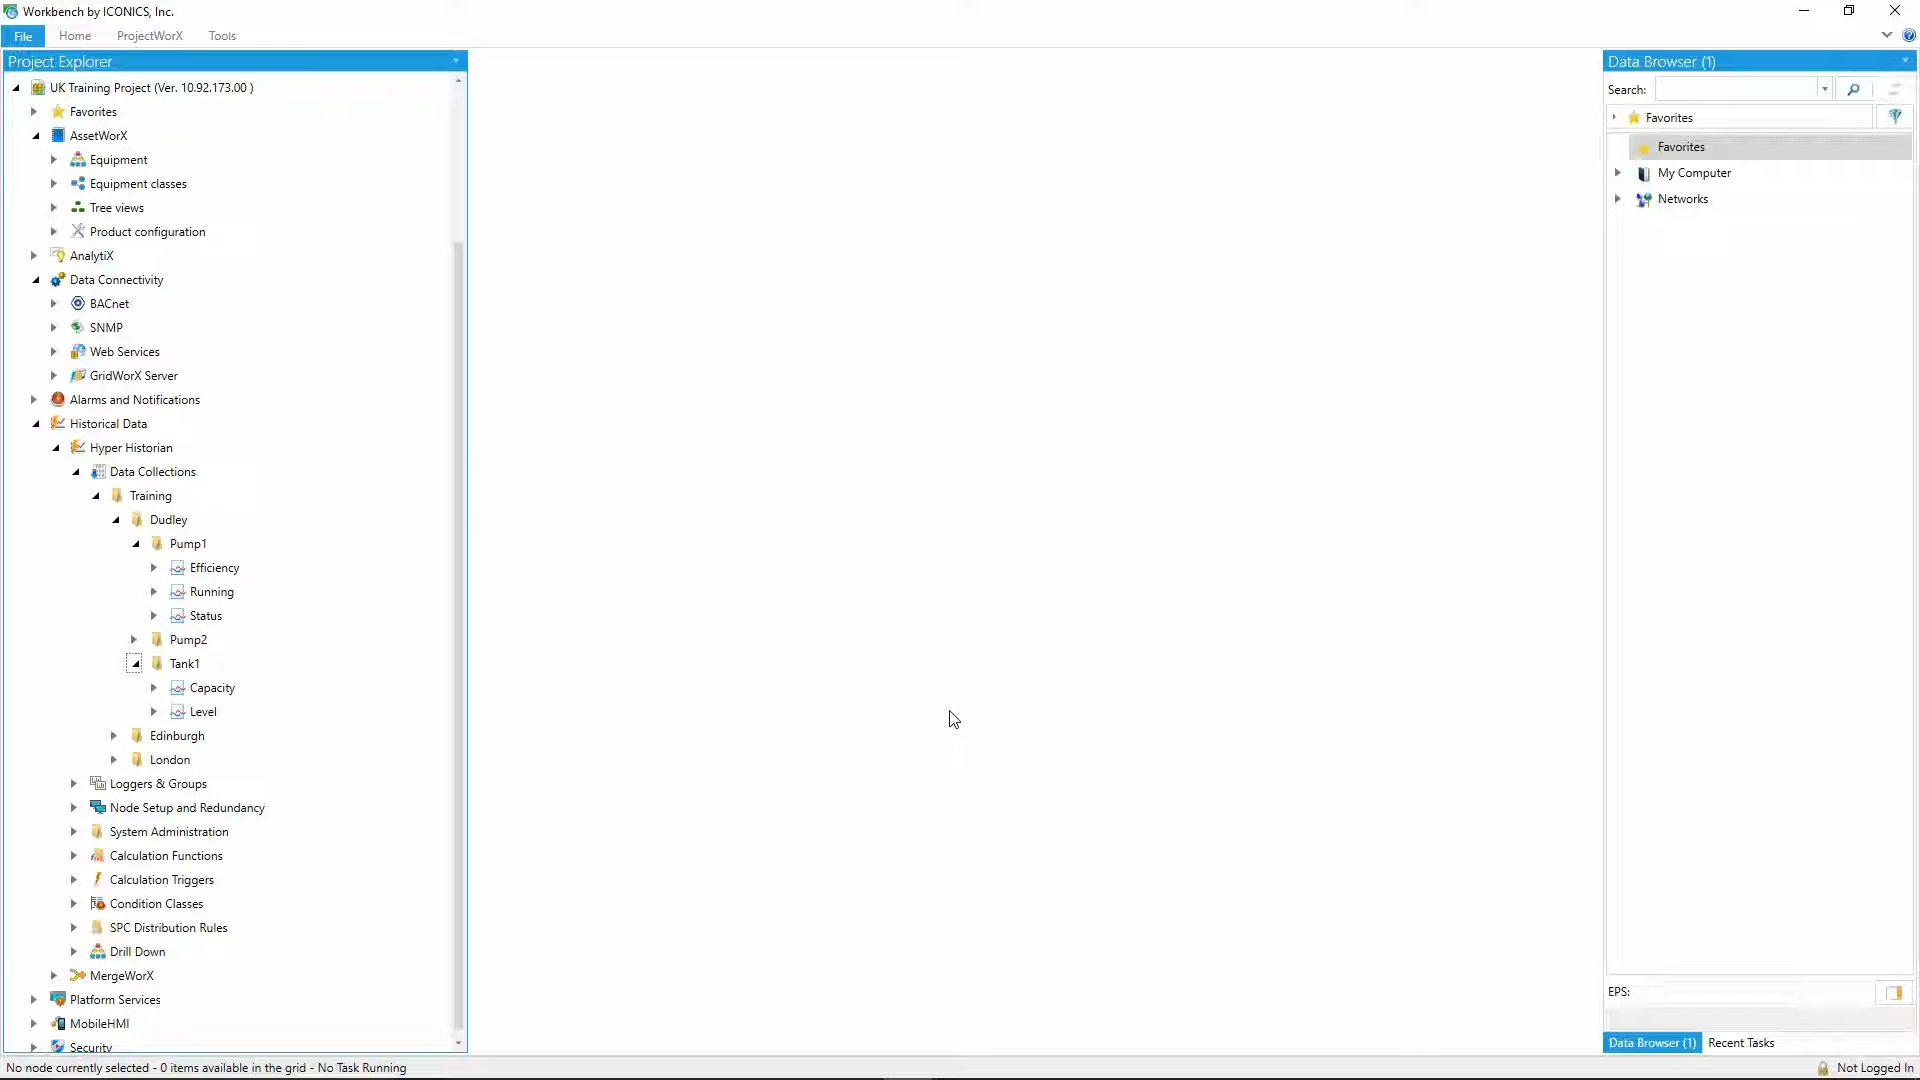 Workbench by ICONICS, Inc.
File Home ProjectWorX Tools
Project Explorer
UK Training Project (Ver. 10.92.173.00 )
Favorites
AssetWorX
Equipment
Equipment classes
Tree views
Product configuration
AnalytiX
Data Connectivity
BACnet
SNMP
Web Services
GridWorX Server
Alarms and Notifications
Historical Data
Hyper Historian
Data Collections
Training
Dudley
Pump1
Efficiency
Running
Status
Pump2
Tank1
Capacity
Level
Edinburgh
London
Loggers & Groups
Node Setup and Redundancy
System Administration
Calculation Functions
Calculation Triggers
Condition Classes
SPC Distribution Rules
Drill Down
MergeWorX
Platform Services
MobileHMI
Security
Data Browser (1)
Search:
Favorites
Favorites
My Computer
Networks
EPS:
Data Browser (1) Recent Tasks
No node currently selected - 0 items available in the grid - No Task Running
Not Logged In